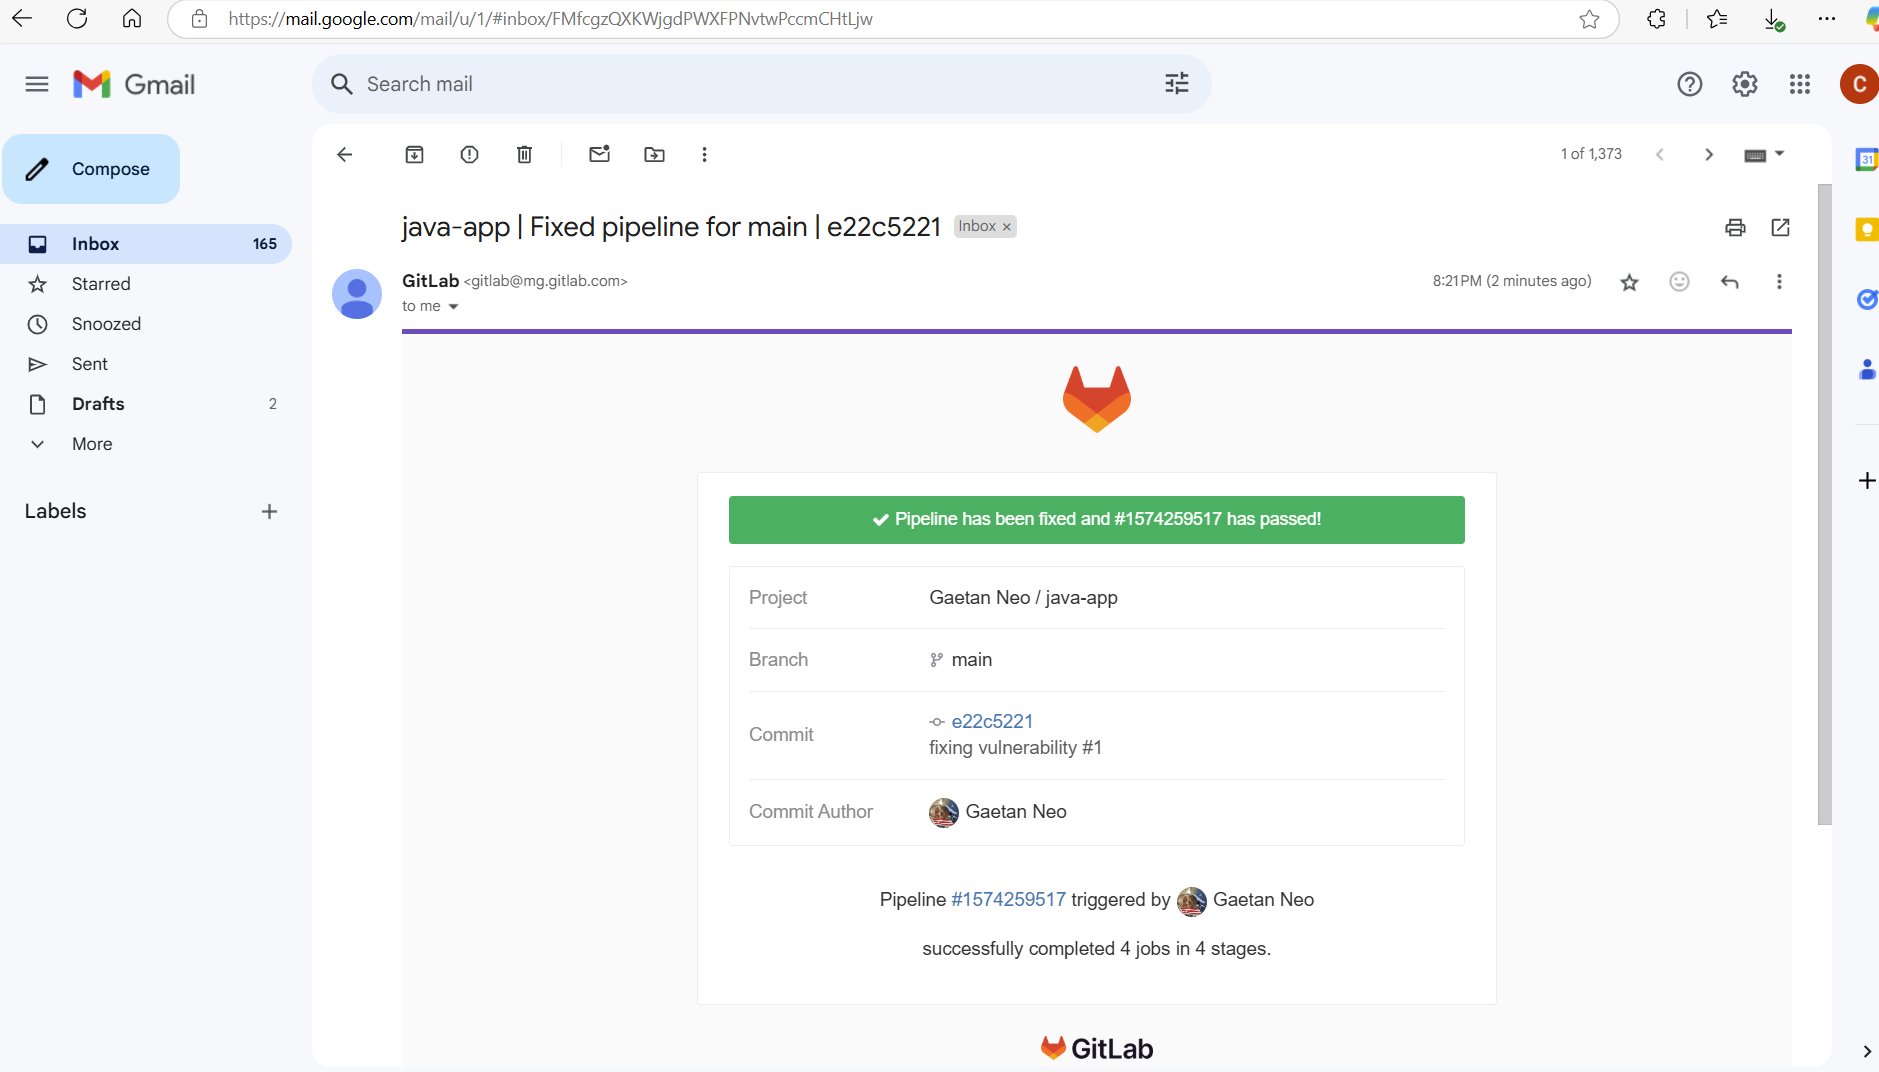 https://mail.google.com/mail/u/1/#inbox/FMfcgzQXKWjgdPWXFPNvtwPccmCHtLjw
Gmail
Search mail
C
Compose
1 of 1,373
31
java-app | Fixed pipeline for main | e22c5221 Inbox ×
Inbox 165
Starred
Snoozed
Sent
Drafts 2
More
Labels
GitLab <gitlab@mg.gitlab.com> 8:21 PM (2 minutes ago)
to me
Pipeline has been fixed and #1574259517 has passed!
Project Gaetan Neo / java-app
Branch main
Commit e22c5221
fixing vulnerability #1
Commit Author Gaetan Neo
Pipeline #1574259517 triggered by Gaetan Neo
successfully completed 4 jobs in 4 stages.
GitLab